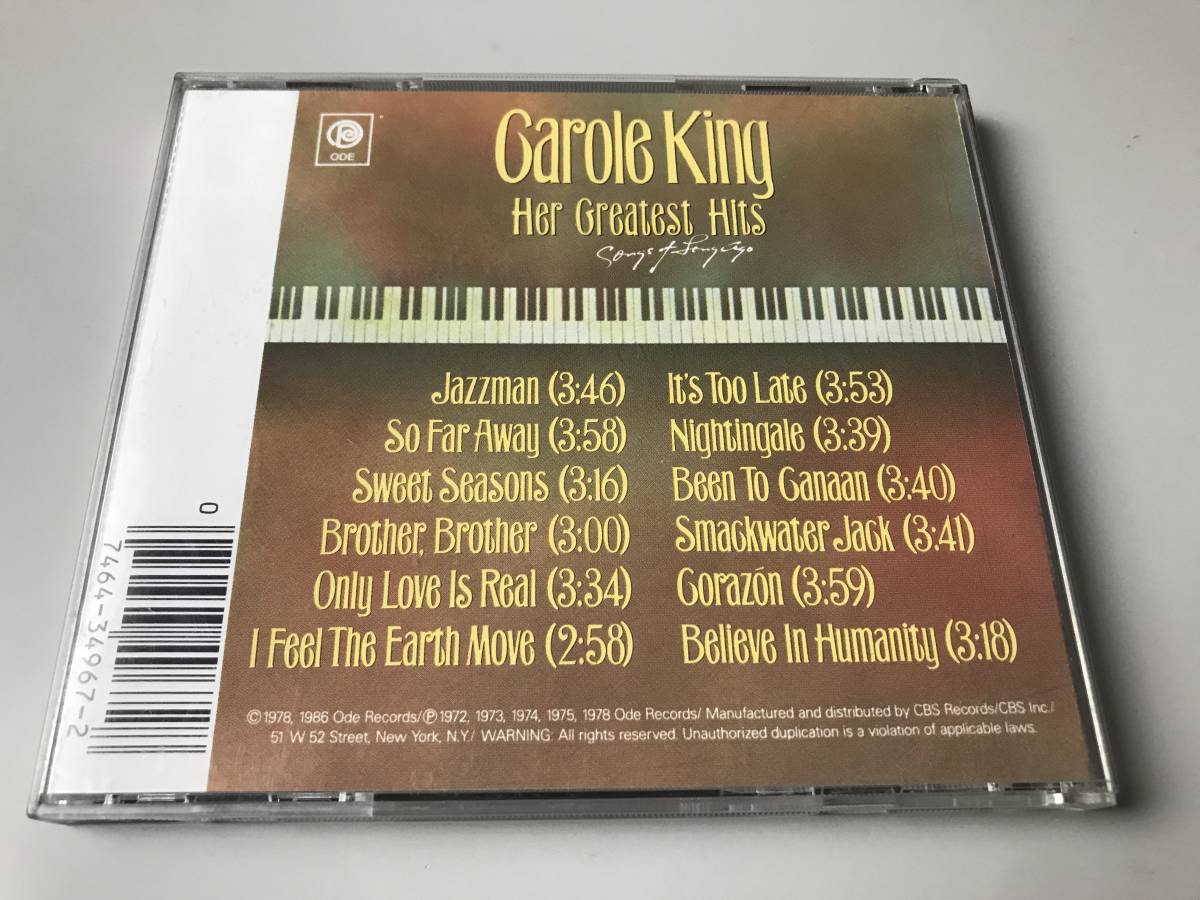 ODE
Carole King
Her Greatest Hits
Songs of Long Ago
Jazzman (3:46)
So Far Away (3:58)
Sweet Seasons (3:16)
Brother, Brother (3:00)
Only Love Is Real (3:34)
I Feel The Earth Move (2:58)
It's Too Late (3:53)
Nightingale (3:39)
Been To Canaan (3:40)
Smackwater Jack (3:41)
Corazón (3:59)
Believe In Humanity (3:18)
©1978, 1986 Ode Records/℗1972, 1973, 1974, 1975, 1978 Ode Records/ Manufactured and distributed by CBS Records/CBS Inc./
51 W 52 Street, New York, N.Y./ WARNING: All rights reserved. Unauthorized duplication is a violation of applicable laws.
0
7464-34967-2